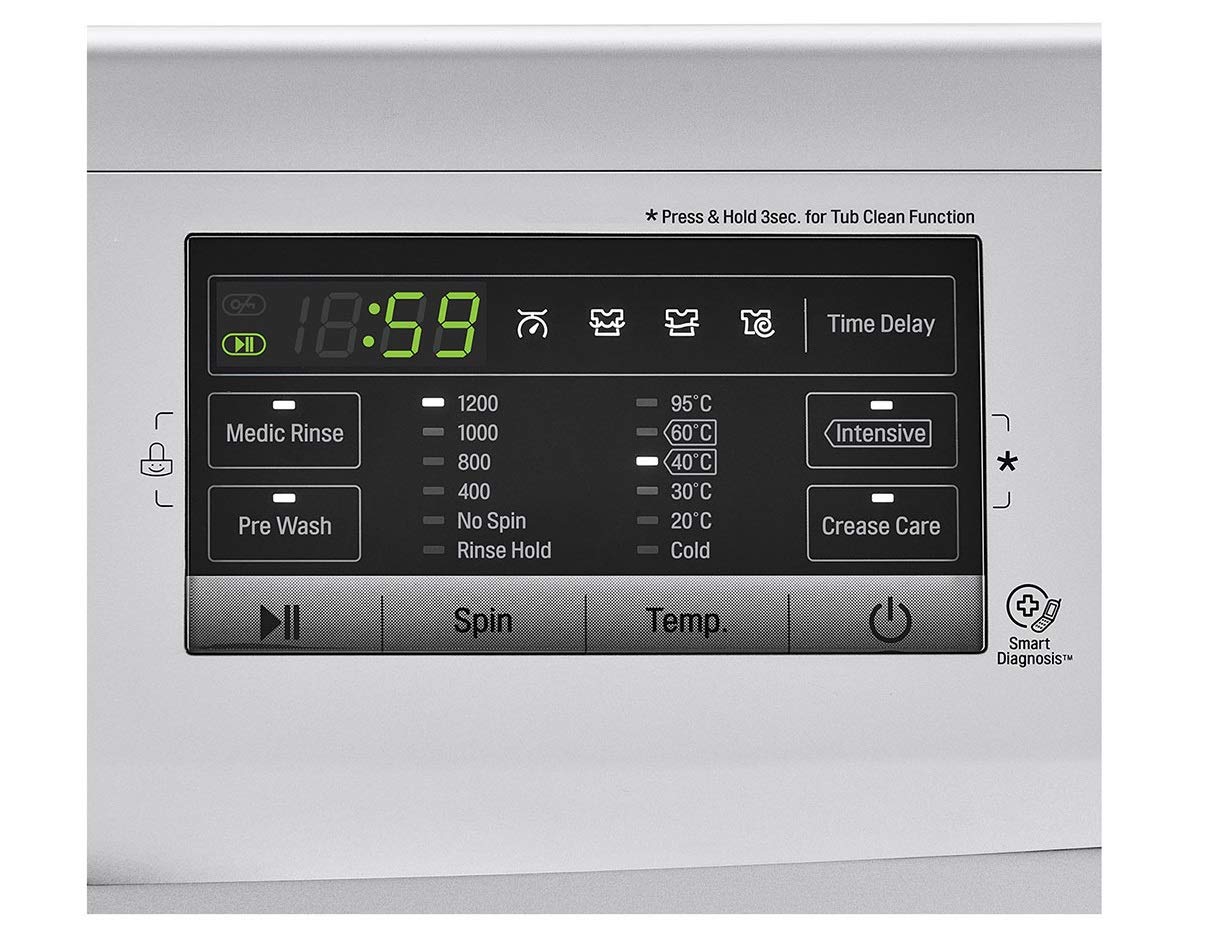 * Press & Hold 3sec. for Tub Clean Function
:59
Time Delay
Medic Rinse
Pre Wash
1200
1000
800
400
No Spin
Rinse Hold
95°C
60°C
40°C
30°C
20°C
Cold
Intensive
Crease Care
*
Spin
Temp.
Smart
Diagnosis™